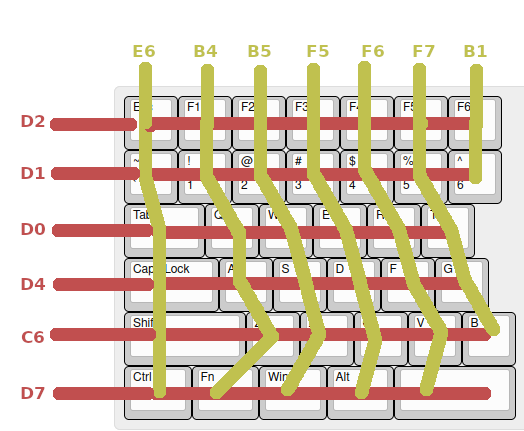 E6 B4 B5 F5 F6 F7 B1
D2 F1 F2 F3 F4 F5 F6
~ ! @ # $ % ^
D1
1 2 3 4 5 6
Tab
D0
Caps Lock A S D F G
D4
Shift V B
C6
Ctrl Fn Win Alt
D7